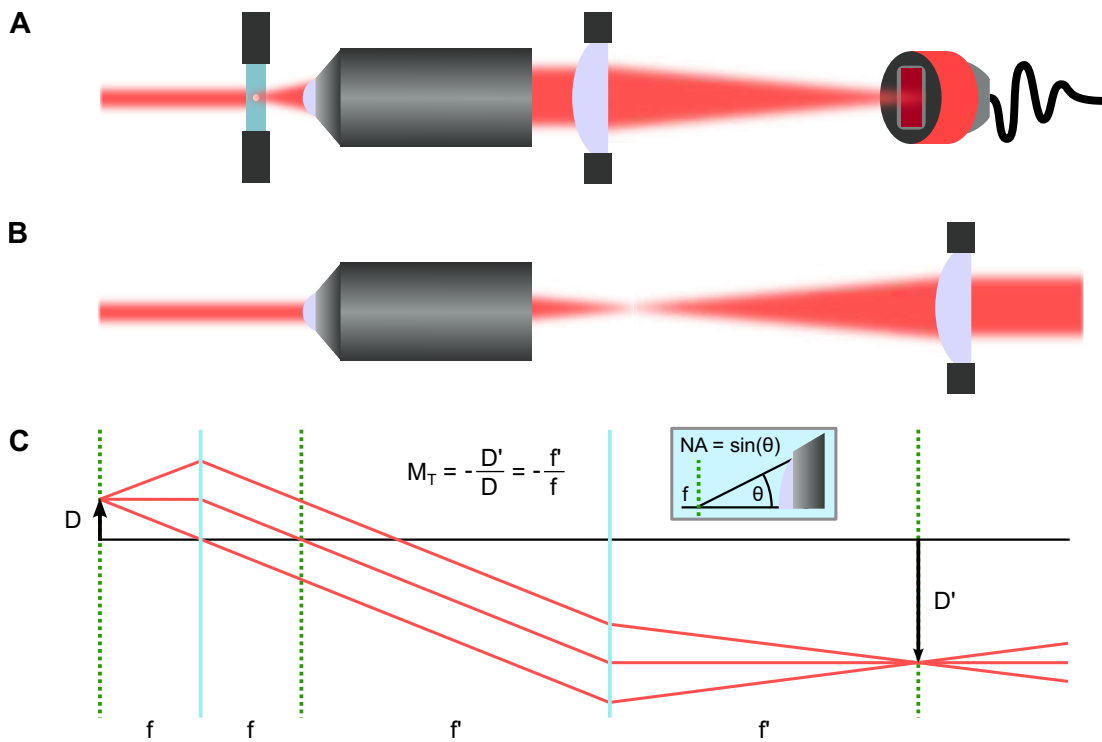 A
B
C
NA = sin(θ)
f
θ
M_T = - D'/D = - f'/f
D
D'
f
f
f'
f'